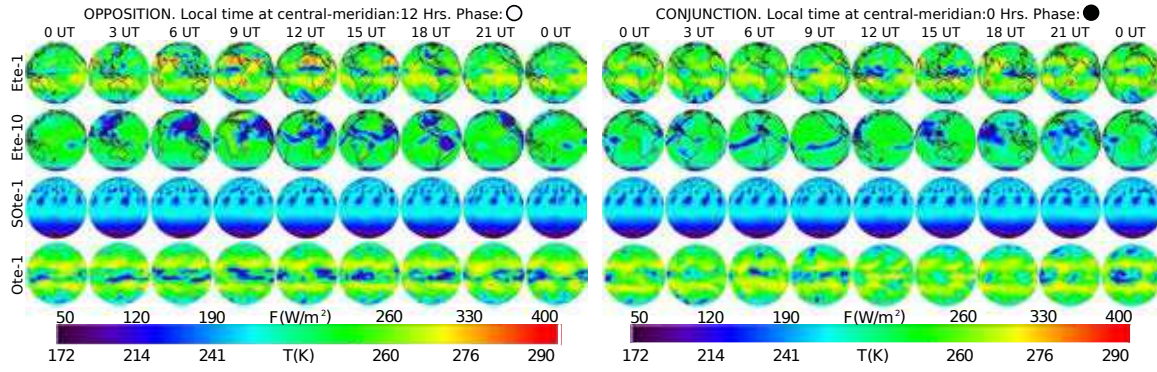 OPPOSITION. Local time at central-meridian:12 Hrs. Phase:
0 UT 3 UT 6 UT 9 UT 12 UT 15 UT 18 UT 21 UT 0 UT
Ete-1
Ete-10
SOte-1
Ote-1
50 120 190 F(W/m²) 260 330 400
172 214 241 T(K) 260 276 290
CONJUNCTION. Local time at central-meridian:0 Hrs. Phase:
0 UT 3 UT 6 UT 9 UT 12 UT 15 UT 18 UT 21 UT 0 UT
50 120 190 F(W/m²) 260 330 400
172 214 241 T(K) 260 276 290